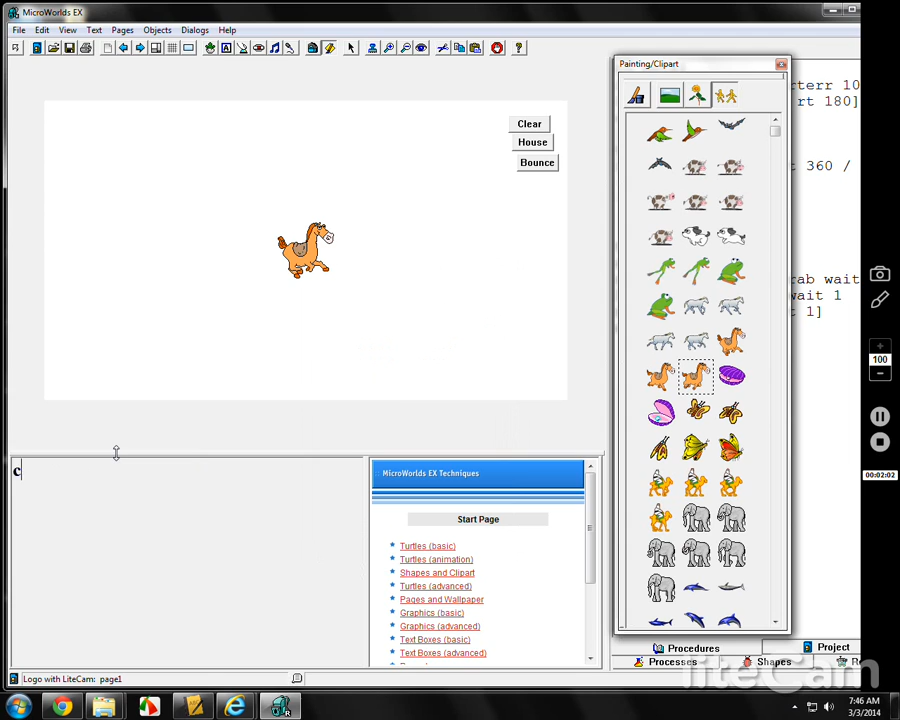 MicroWorlds EX
File Edit View Text Pages Objects Dialogs Help
Painting/Clipart
Clear
House
Bounce
terr 10
rt 180]
t 360 /
rab wait
wait 1
t 1]
100
00:02:02
c
MicroWorlds EX Techniques
Start Page
Turtles (basic)
Turtles (animation)
Shapes and Clipart
Turtles (advanced)
Pages and Wallpaper
Graphics (basic)
Graphics (advanced)
Text Boxes (basic)
Text Boxes (advanced)
Procedures
Project
Processes
Shapes
liteCam
Logo with LiteCam: page1
7:46 AM
3/3/2014